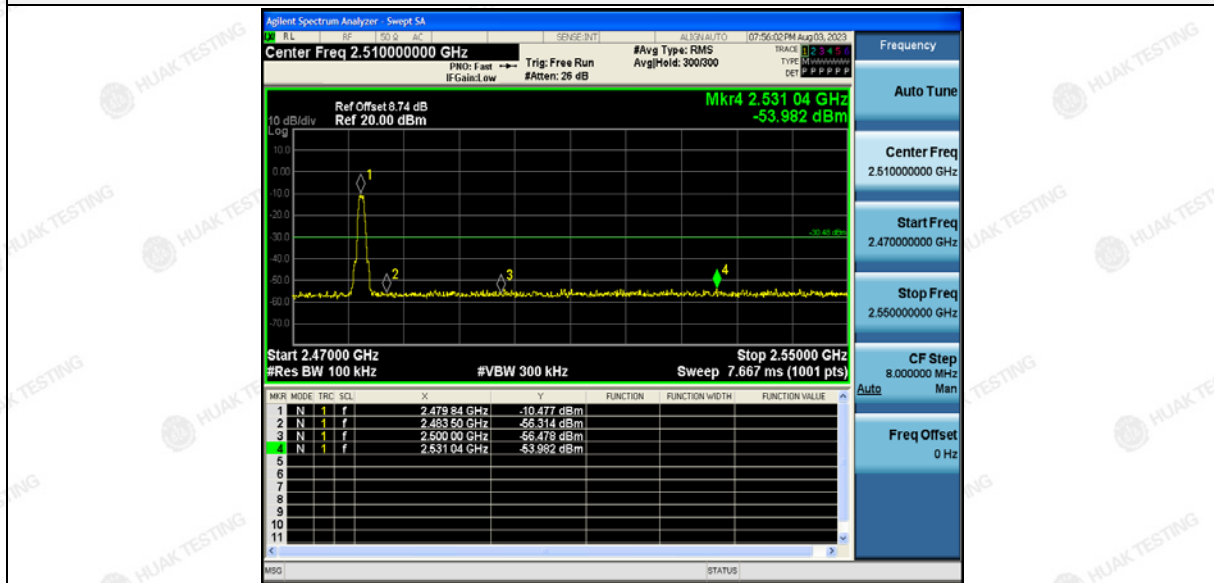 Agilent Spectrum Analyzer - Swept SA
RL RF 50 Ω AC SENSE:INT ALIGN AUTO 07:56:02 PM Aug 03, 2023
Center Freq 2.510000000 GHz
PNO: Fast
IFGain:Low
Trig: Free Run
#Atten: 26 dB
#Avg Type: RMS
Avg|Hold: 300/300
TRACE 1 2 3 4 5 6
TYPE M
DET P P P P P P
Mkr4 2.531 04 GHz
-53.982 dBm
Ref Offset 8.74 dB
10 dB/div Ref 20.00 dBm
Log
10.0
0.00
-10.0
-20.0
-30.0
-40.0
-50.0
-60.0
-70.0
1
2
3
4
-30.48 dBm
Start 2.47000 GHz Stop 2.55000 GHz
#Res BW 100 kHz #VBW 300 kHz Sweep 7.667 ms (1001 pts)
MKR MODE TRC SCL X Y FUNCTION FUNCTION WIDTH FUNCTION VALUE
1 N 1 f 2.479 84 GHz -10.477 dBm
2 N 1 f 2.483 50 GHz -56.314 dBm
3 N 1 f 2.500 00 GHz -56.478 dBm
4 N 1 f 2.531 04 GHz -53.982 dBm
5
6
7
8
9
10
11
MSG STATUS
Frequency
Auto Tune
Center Freq
2.510000000 GHz
Start Freq
2.470000000 GHz
Stop Freq
2.550000000 GHz
CF Step
8.000000 MHz
Auto Man
Freq Offset
0 Hz
HUAK TESTING
HUAK TESTING
HUAK TESTING
HUAK TESTING
HUAK TESTING
HUAK TESTING